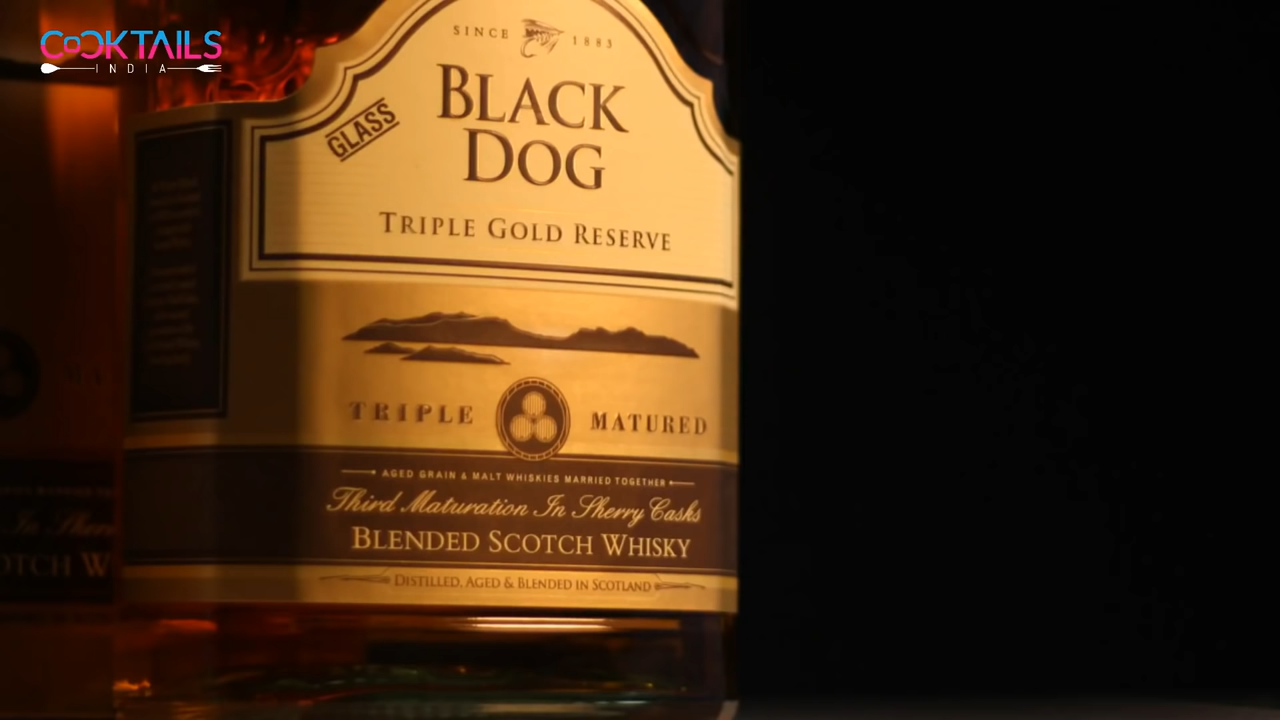 COCKTAILS
INDIA
SINCE 1883
BLACK
DOG
GLASS
TRIPLE GOLD RESERVE
TRIPLE MATURED
AGED GRAIN & MALT WHISKIES MARRIED TOGETHER
Third Maturation In Sherry Casks
BLENDED SCOTCH WHISKY
DISTILLED, AGED & BLENDED IN SCOTLAND